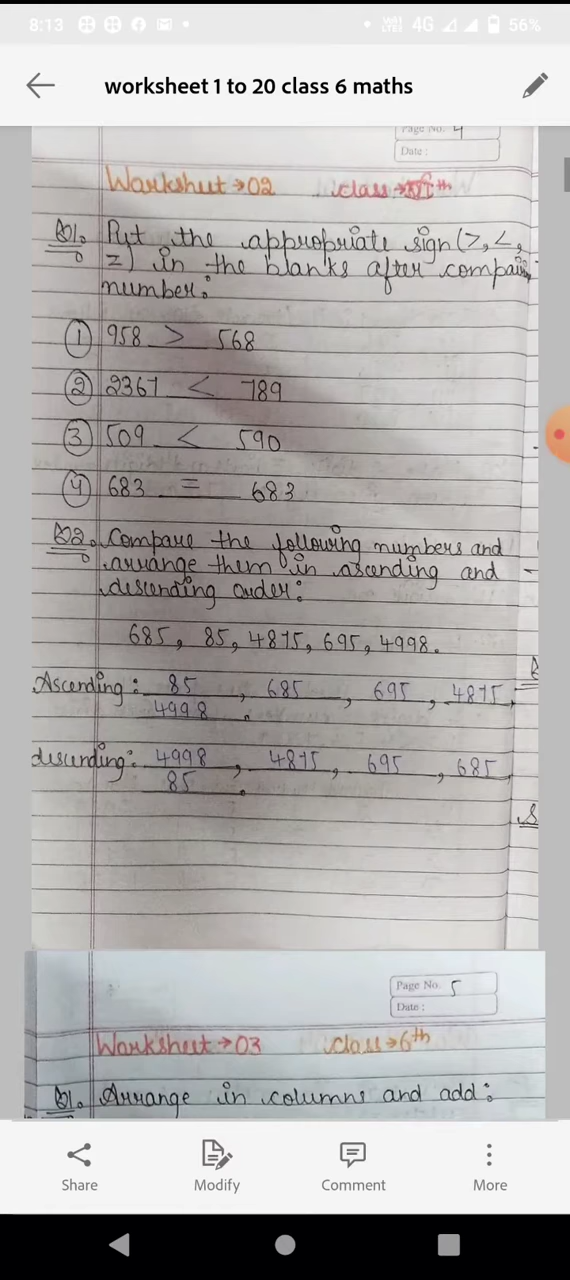 8:13
4G
56%
worksheet 1 to 20 class 6 maths
Page No. 4
Date :
Worksheet → 02 class → VI th
Q1. Put the appropriate sign (>, <,
=) in the blanks after comparing
number:
① 958 > 568
② 2367 < 789
③ 509 < 590
④ 683 = 683
Q2. Compare the following numbers and
arrange them in ascending and
descending order:
685, 85, 4875, 695, 4998.
Ascending: 85, 685, 695, 4875,
4998.
descending: 4998, 4875, 695, 685,
85.
Page No. 5
Date :
Worksheet → 03 class → 6th
Q1. Arrange in columns and add:
Share
Modify
Comment
More